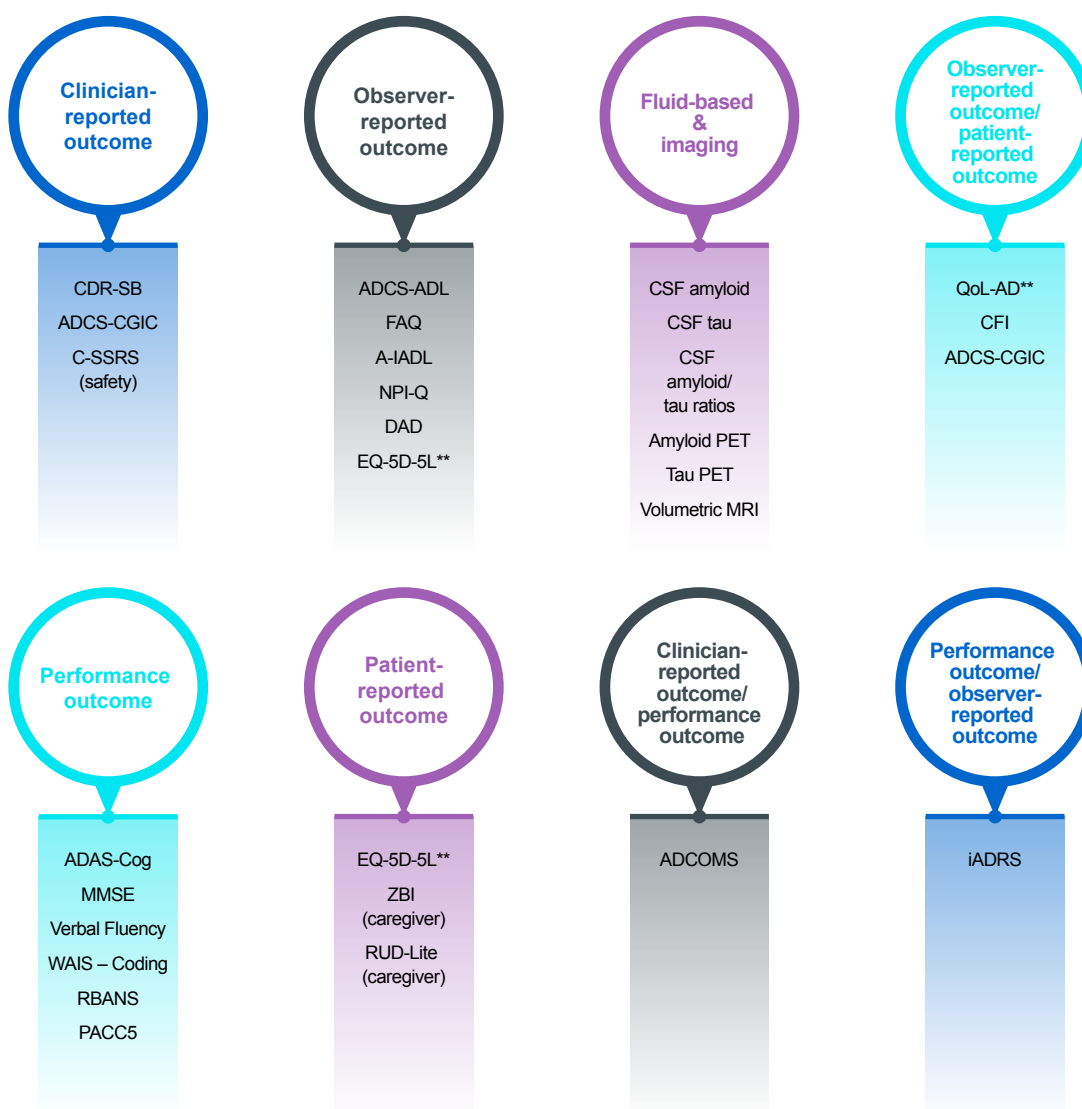 Clinician-
reported
outcome
CDR-SB
ADCS-CGIC
C-SSRS
(safety)
Observer-
reported
outcome
ADCS-ADL
FAQ
A-IADL
NPI-Q
DAD
EQ-5D-5L**
Fluid-based
&
imaging
CSF amyloid
CSF tau
CSF
amyloid/
tau ratios
Amyloid PET
Tau PET
Volumetric MRI
Observer-
reported
outcome/
patient-
reported
outcome
QoL-AD**
CFI
ADCS-CGIC
Performance
outcome
ADAS-Cog
MMSE
Verbal Fluency
WAIS – Coding
RBANS
PACC5
Patient-
reported
outcome
EQ-5D-5L**
ZBI
(caregiver)
RUD-Lite
(caregiver)
Clinician-
reported
outcome/
performance
outcome
ADCOMS
Performance
outcome/
observer-
reported
outcome
iADRS